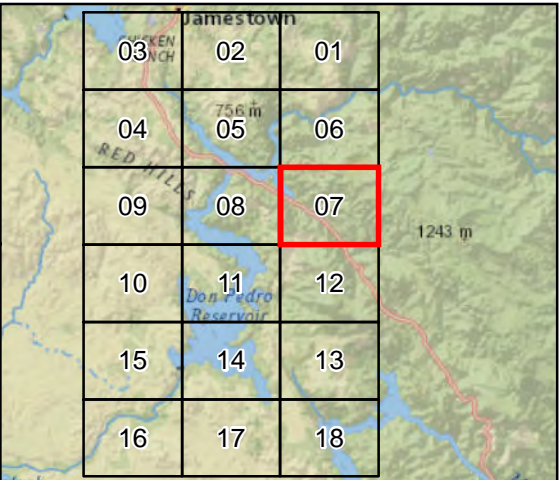 Jamestown
CHICKEN
RANCH
03 02 01
756 m
04 05 06
RED HILLS
09 08 07
1243 m
10 11 12
Don Pedro
Reservoir
15 14 13
16 17 18